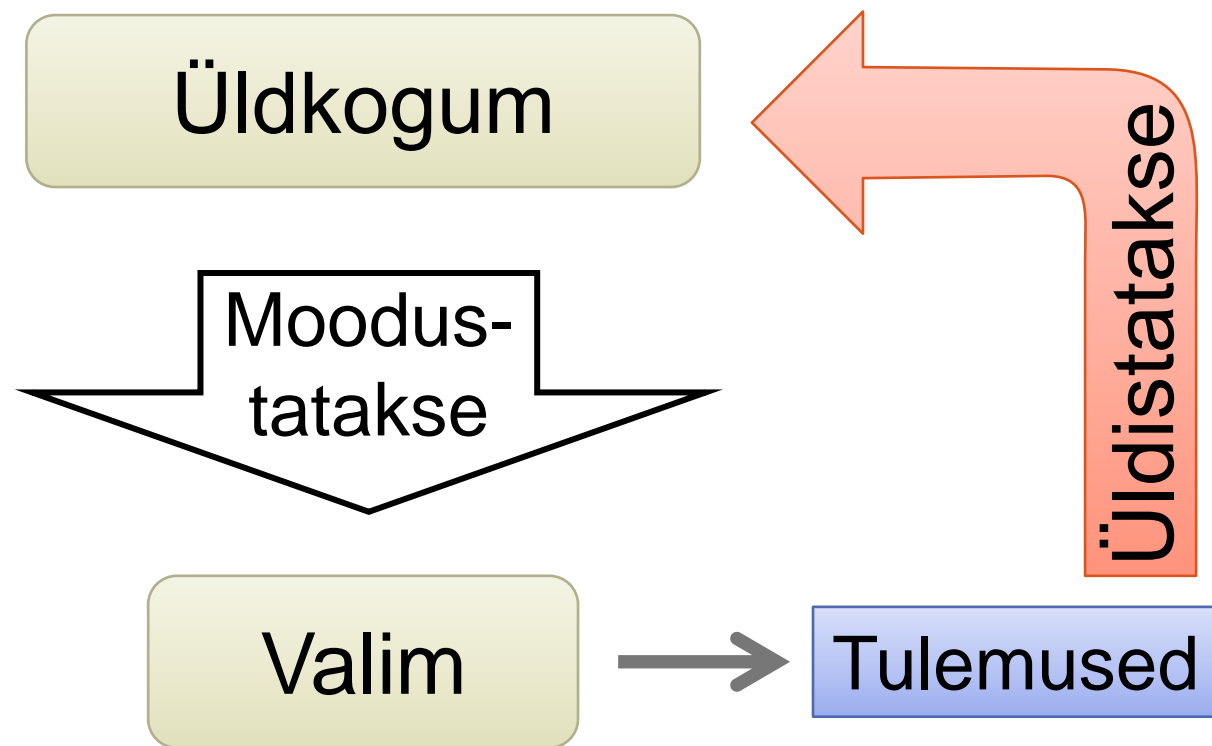 Üldkogum
Moodus-
tatakse
Valim
Tulemused
Üldistatakse